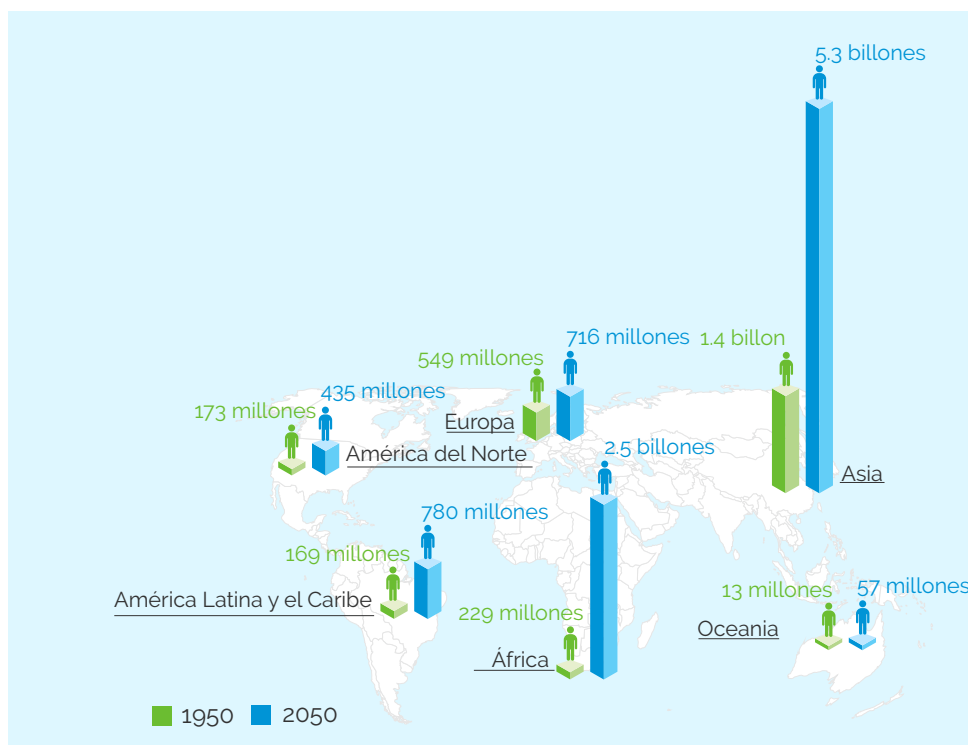 5.3 billones
549 millones
716 millones
1.4 billon
173 millones
435 millones
Europa
América del Norte
2.5 billones
Asia
780 millones
169 millones
América Latina y el Caribe
229 millones
África
13 millones
57 millones
Oceania
1950
2050